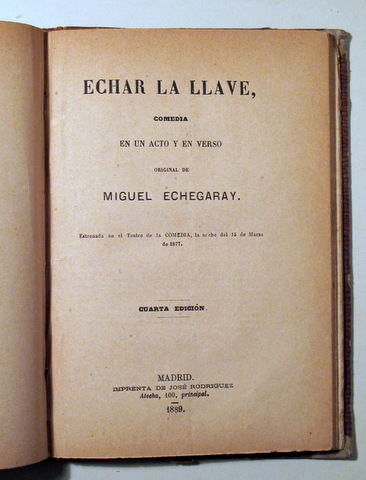 ECHAR LA LLAVE,
COMEDIA
EN UN ACTO Y EN VERSO
ORIGINAL DE
MIGUEL ECHEGARAY.
Estrenada en el Teatro de la COMEDIA, la noche del 15 de Marzo
de 1877.
CUARTA EDICIÓN.
MADRID.
IMPRENTA DE JOSÉ RODRIGUEZ
Atocha, 100, principal.
1889.